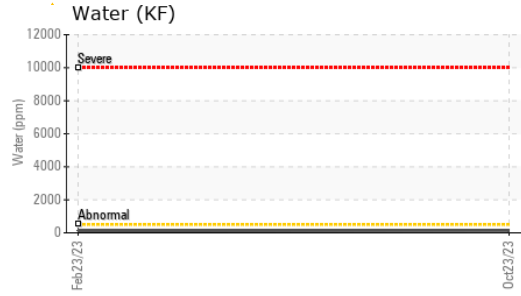 Water (KF)
12000
10000
8000
6000
4000
2000
0
Water (ppm)
Severe
Abnormal
Feb23/23
Oct23/23